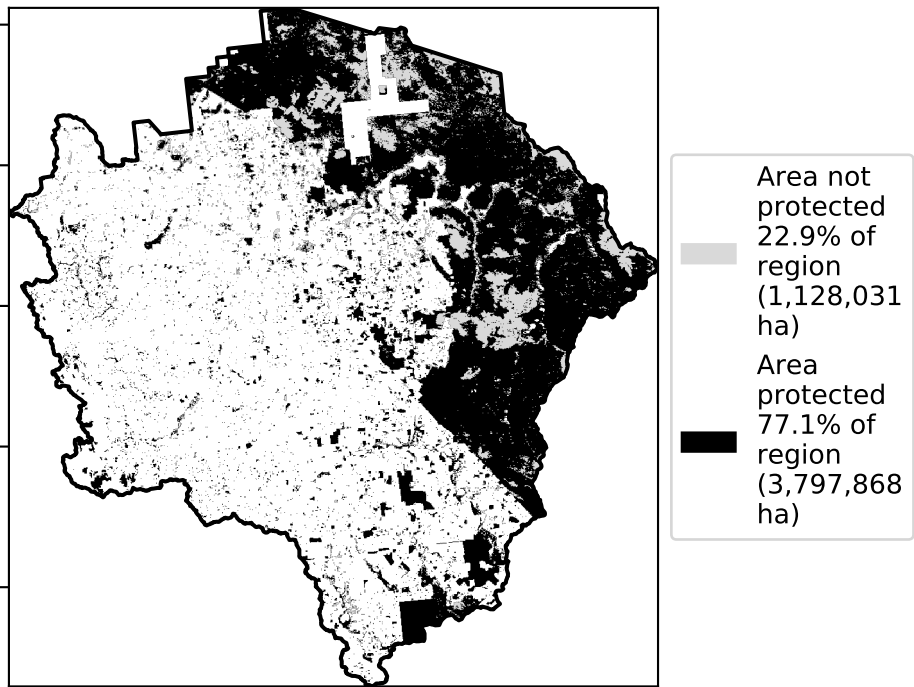 Area not
protected
22.9% of
region
(1,128,031
ha)
Area
protected
77.1% of
region
(3,797,868
ha)